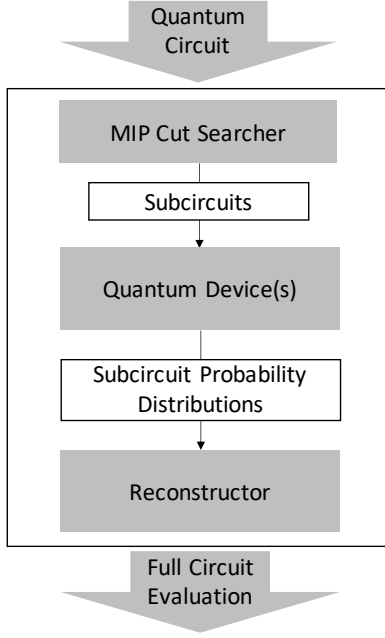 Quantum
Circuit
MIP Cut Searcher
Subcircuits
Quantum Device(s)
Subcircuit Probability
Distributions
Reconstructor
Full Circuit
Evaluation